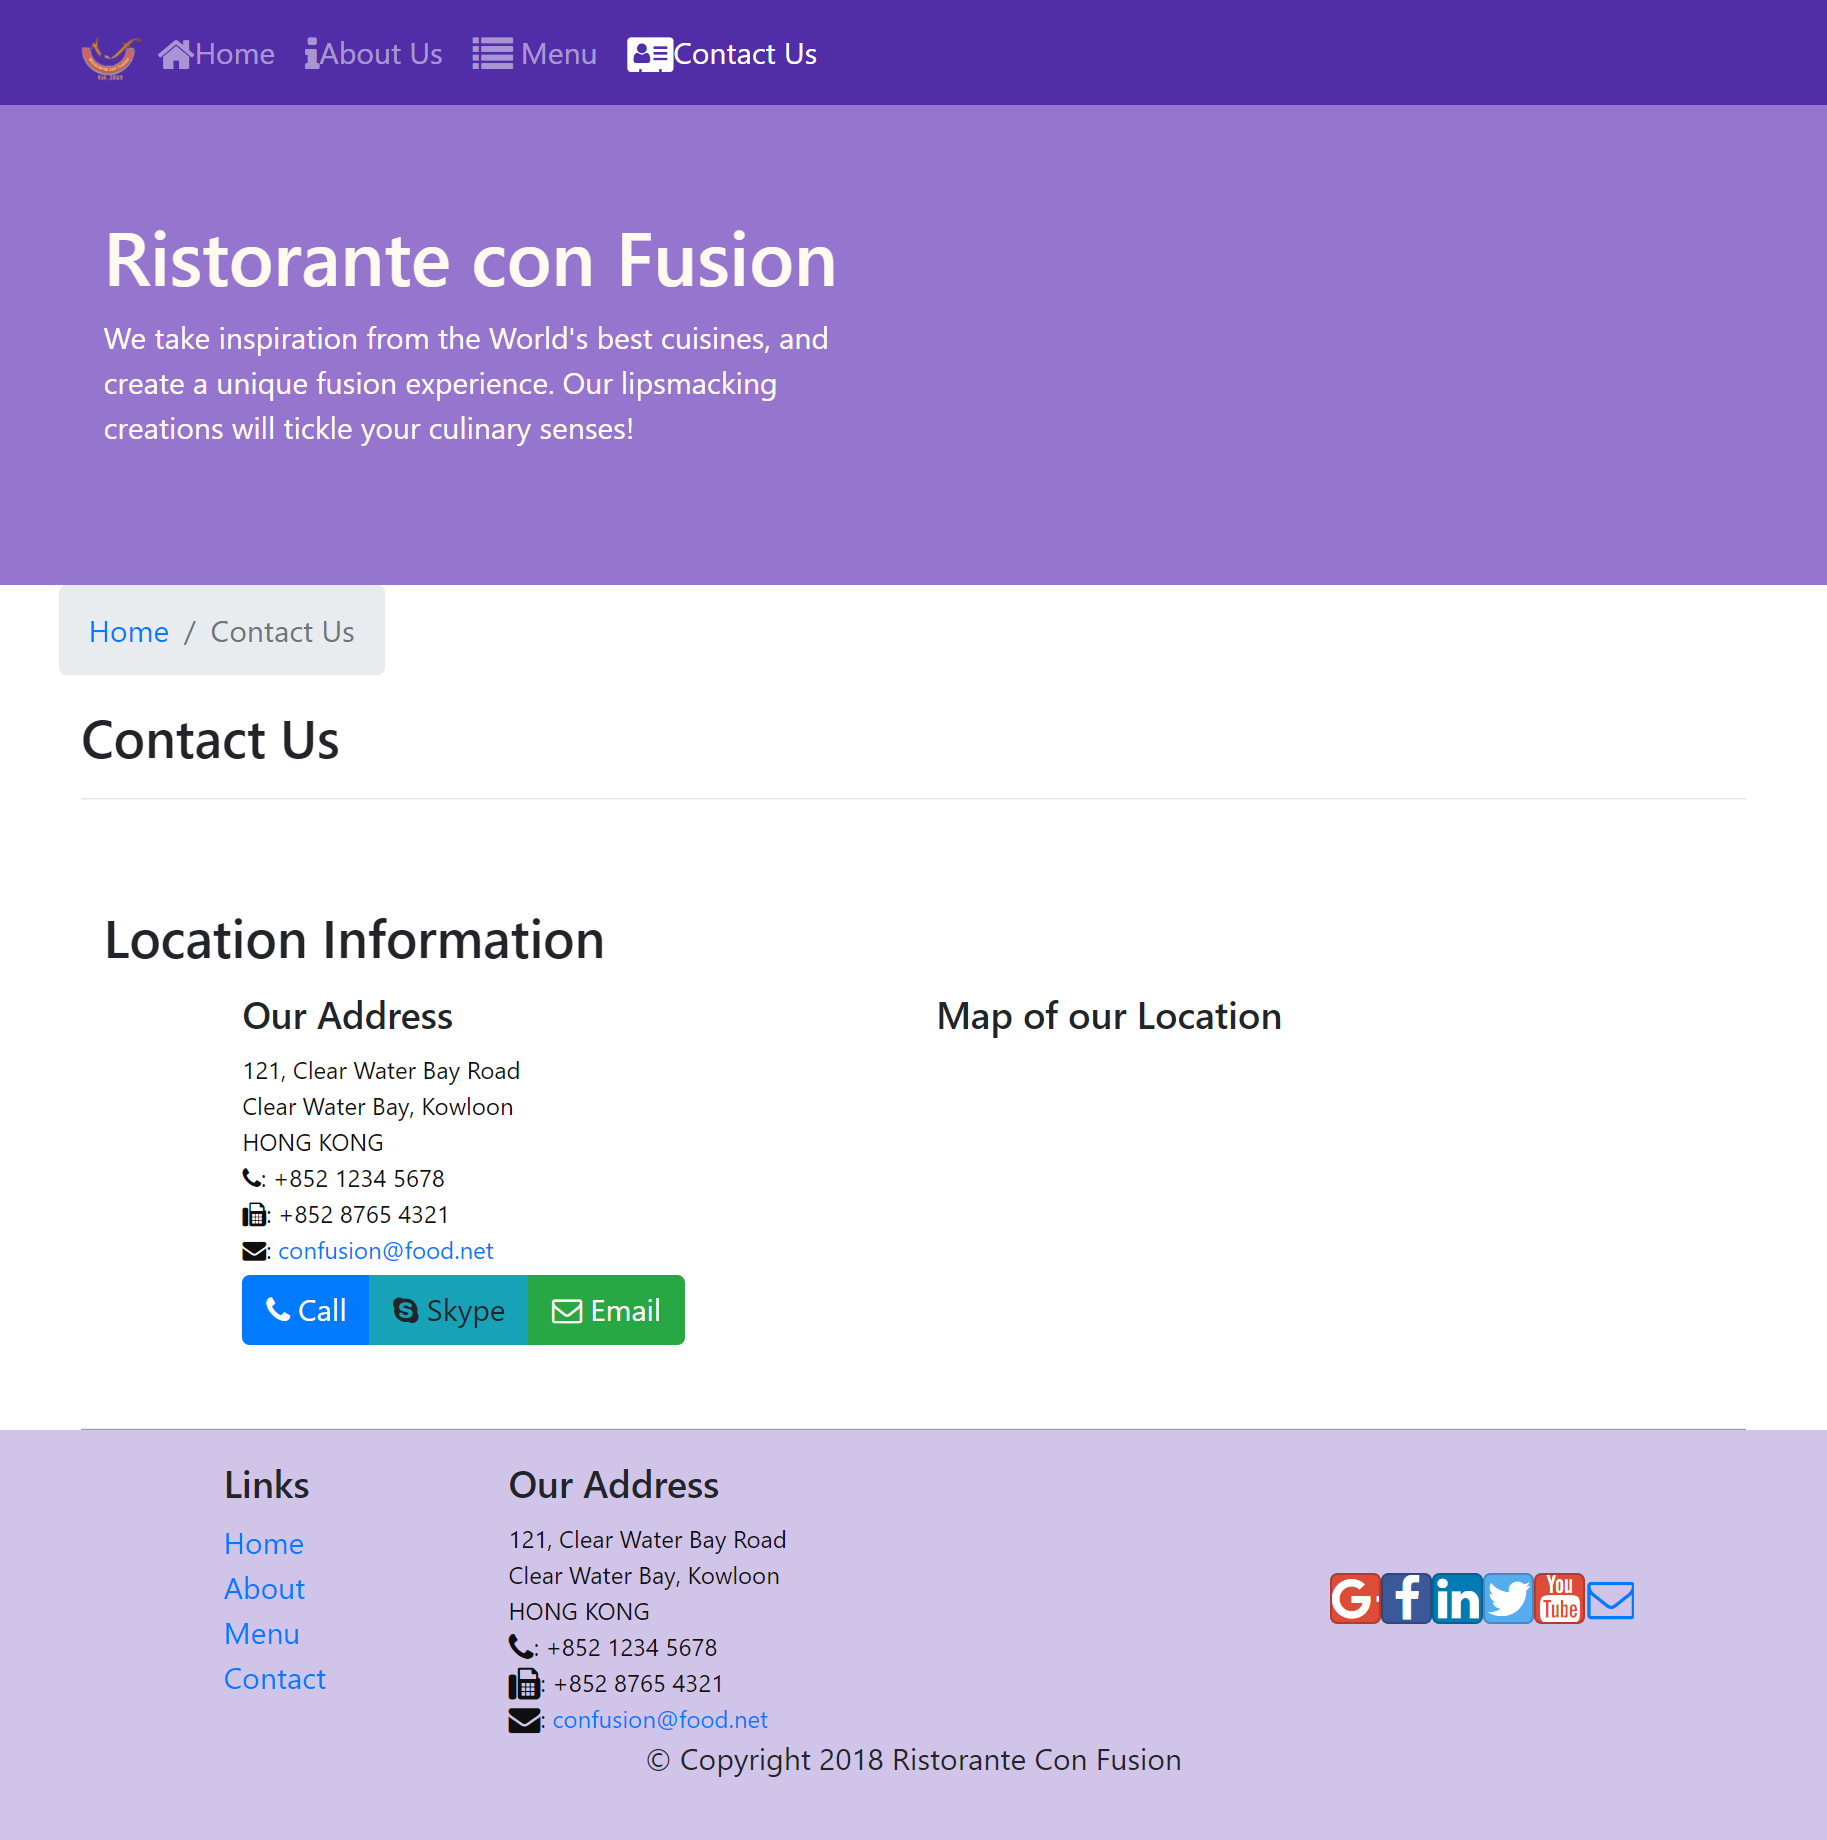 Home About Us Menu Contact Us
Ristorante con Fusion
We take inspiration from the World's best cuisines, and
create a unique fusion experience. Our lipsmacking
creations will tickle your culinary senses!
Home / Contact Us
Contact Us
Location Information
Our Address
121, Clear Water Bay Road
Clear Water Bay, Kowloon
HONG KONG
: +852 1234 5678
: +852 8765 4321
: confusion@food.net
Call Skype Email
Map of our Location
Links
Home
About
Menu
Contact
Our Address
121, Clear Water Bay Road
Clear Water Bay, Kowloon
HONG KONG
: +852 1234 5678
: +852 8765 4321
: confusion@food.net
You
Tube
© Copyright 2018 Ristorante Con Fusion